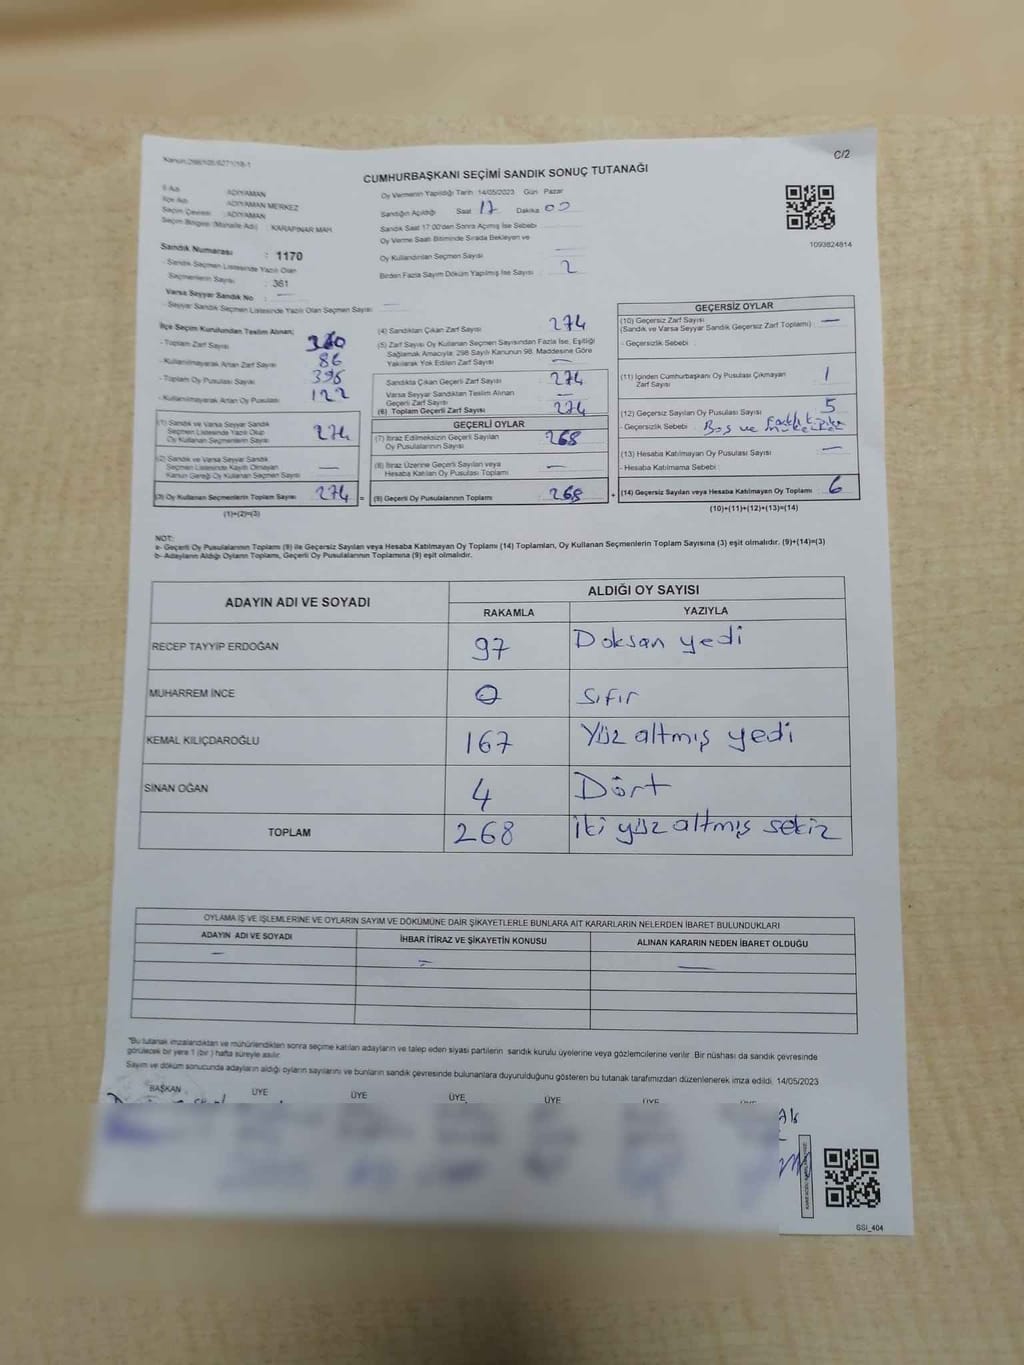 Kanun:298/105/6271/18-1
C/2
CUMHURBAŞKANI SEÇİMİ SANDIK SONUÇ TUTANAĞI
İl Adı : ADIYAMAN
İlçe Adı : ADIYAMAN MERKEZ
Seçim Çevresi : ADIYAMAN
Seçim Bölgesi (Mahalle Adı) : KARAPINAR MAH.
Sandık Numarası : 1170
- Sandık Seçmen Listesinde Yazılı Olan
Seçmenlerin Sayısı : 361
Varsa Seyyar Sandık No : —
- Seyyar Sandık Seçmen Listesinde Yazılı Olan Seçmen Sayısı : —
Oy Vermenin Yapıldığı Tarih 14/05/2023 Gün Pazar
Sandığın Açıldığı Saat 17 Dakika 00
Sandık Saat 17:00'den Sonra Açımış İse Sebebi
Oy Verme Saati Bitiminde Sırada Bekleyen ve
Oy Kullandırılan Seçmen Sayısı —
Birden Fazla Sayım Döküm Yapılmış İse Sayısı 2
1093824814
İlçe Seçim Kurulundan Teslim Alınan;
- Toplam Zarf Sayısı 360
- Kullanılmayarak Artan Zarf Sayısı 86
- Toplam Oy Pusulası Sayısı 396
- Kullanılmayarak Artan Oy Pusulası 122
(1) Sandık ve Varsa Seyyar Sandık
Seçmen Listesinde Yazılı Olup
Oy Kullanan Seçmenlerin Sayısı 274
(2) Sandık ve Varsa Seyyar Sandık
Seçmen Listesinde Kayıtlı Olmayan
Kanun Gereği Oy Kullanan Seçmen Sayısı —
(3) Oy Kullanan Seçmenlerin Toplam Sayısı 274
(1)+(2)=(3)
(4) Sandıktan Çıkan Zarf Sayısı 274
(5) Zarf Sayısı Oy Kullanan Seçmen Sayısından Fazla İse, Eşitliği
Sağlamak Amacıyla; 298 Sayılı Kanunun 98. Maddesine Göre
Yakılarak Yok Edilen Zarf Sayısı —
Sandıkta Çıkan Geçerli Zarf Sayısı 274
Varsa Seyyar Sandıktan Teslim Alınan
Geçerli Zarf Sayısı —
(6) Toplam Geçerli Zarf Sayısı 274
GEÇERLİ OYLAR
(7) İtiraz Edilmeksizin Geçerli Sayılan
Oy Pusulalarının Sayısı 268
(8) İtiraz Üzerine Geçerli Sayılan veya
Hesaba Katılan Oy Pusulası Toplamı —
= (9) Geçerli Oy Pusulalarının Toplamı 268
GEÇERSİZ OYLAR
(10) Geçersiz Zarf Sayısı —
(Sandık ve Varsa Seyyar Sandık Geçersiz Zarf Toplamı)
- Geçersizlik Sebebi :
(11) İçinden Cumhurbaşkanı Oy Pusulası Çıkmayan
Zarf Sayısı 1
(12) Geçersiz Sayılan Oy Pusulası Sayısı 5
- Geçersizlik Sebebi : Boş ve
(13) Hesaba Katılmayan Oy Pusulası Sayısı —
- Hesaba Katılmama Sebebi :
+ (14) Geçersiz Sayılan veya Hesaba Katılmayan Oy Toplamı 6
(10)+(11)+(12)+(13)=(14)
NOT:
a- Geçerli Oy Pusulalarının Toplamı (9) ile Geçersiz Sayılan veya Hesaba Katılmayan Oy Toplamı (14) Toplamları, Oy Kullanan Seçmenlerin Toplam Sayısına (3) eşit olmalıdır. (9)+(14)=(3)
b- Adayların Aldığı Oyların Toplamı, Geçerli Oy Pusulalarının Toplamına (9) eşit olmalıdır.
ADAYIN ADI VE SOYADI ALDIĞI OY SAYISI
RAKAMLA YAZIYLA
RECEP TAYYİP ERDOĞAN 97 Doksan yedi
MUHARREM İNCE 0 Sıfır
KEMAL KILIÇDAROĞLU 167 Yüz altmış yedi
SİNAN OĞAN 4 Dört
TOPLAM 268 İki yüz altmış sekiz
OYLAMA İŞ VE İŞLEMLERİNE VE OYLARIN SAYIM VE DÖKÜMÜNE DAİR ŞİKAYETLERLE BUNLARA AİT KARARLARIN NELERDEN İBARET BULUNDUKLARI
ADAYIN ADI VE SOYADI İHBAR İTİRAZ VE ŞİKAYETİN KONUSU ALINAN KARARIN NEDEN İBARET OLDUĞU
— — —
"Bu tutanak imzalandıktan ve mühürlendikten sonra seçime katılan adayların ve talep eden siyasi partilerin sandık kurulu üyelerine veya gözlemcilerine verilir. Bir nüshası da sandık çevresinde
görülecek bir yere 1 (bir ) hafta süreyle asılır.
Sayım ve döküm sonucunda adayların aldığı oyların sayılarını ve bunların sandık çevresinde bulunanlara duyurulduğunu gösteren bu tutanak tarafımızdan düzenlenerek imza edildi. 14/05/2023
BAŞKAN ÜYE ÜYE ÜYE ÜYE ÜYE
SSI_404